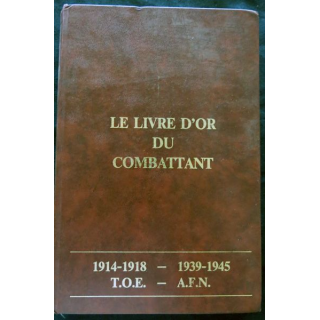 LE LIVRE D'OR
DU
COMBATTANT
1914-1918 – 1939-1945
T.O.E. – A.F.N.